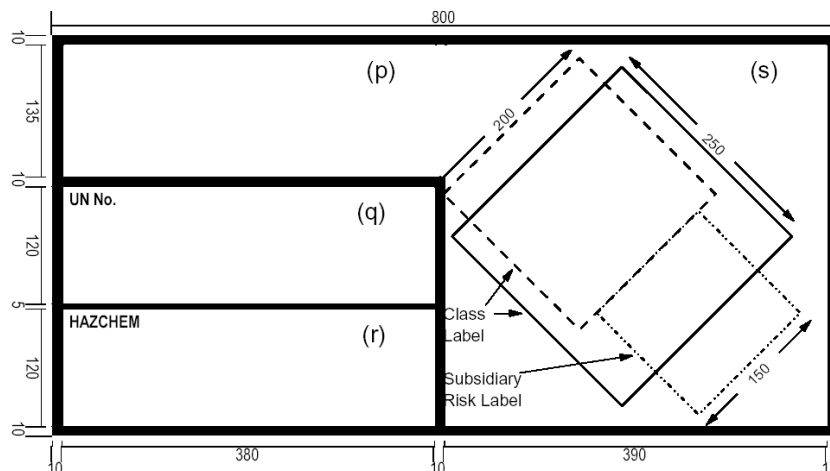 800
10
(p)
(s)
135
200
250
10
UN No.
(q)
120
5
HAZCHEM
(r)
Class
Label
120
Subsidiary
Risk Label
150
10
380
390
10
10
1